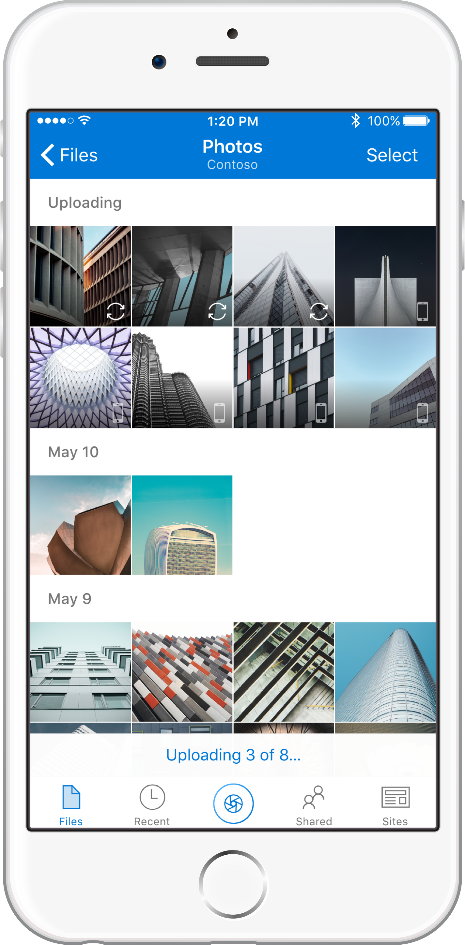 1:20 PM
100%
Files
Photos
Contoso
Select
Uploading
May 10
May 9
Uploading 3 of 8...
Files
Recent
Shared
Sites